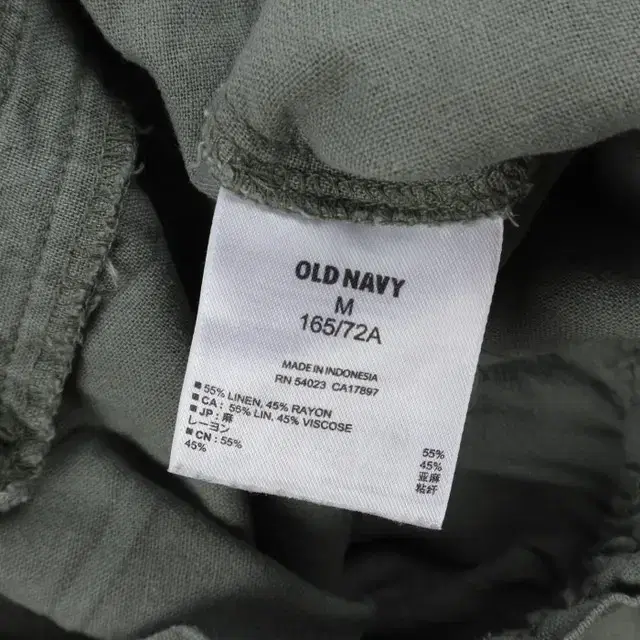 OLD NAVY
M
165/72A
MADE IN INDONESIA
RN 54023 CA17897
■ 55% LINEN, 45% RAYON
■ CA : 55% LIN, 45% VISCOSE
■ JP : 麻 55%
レーヨン 45%
■ CN : 55% 亚麻
45% 粘纤